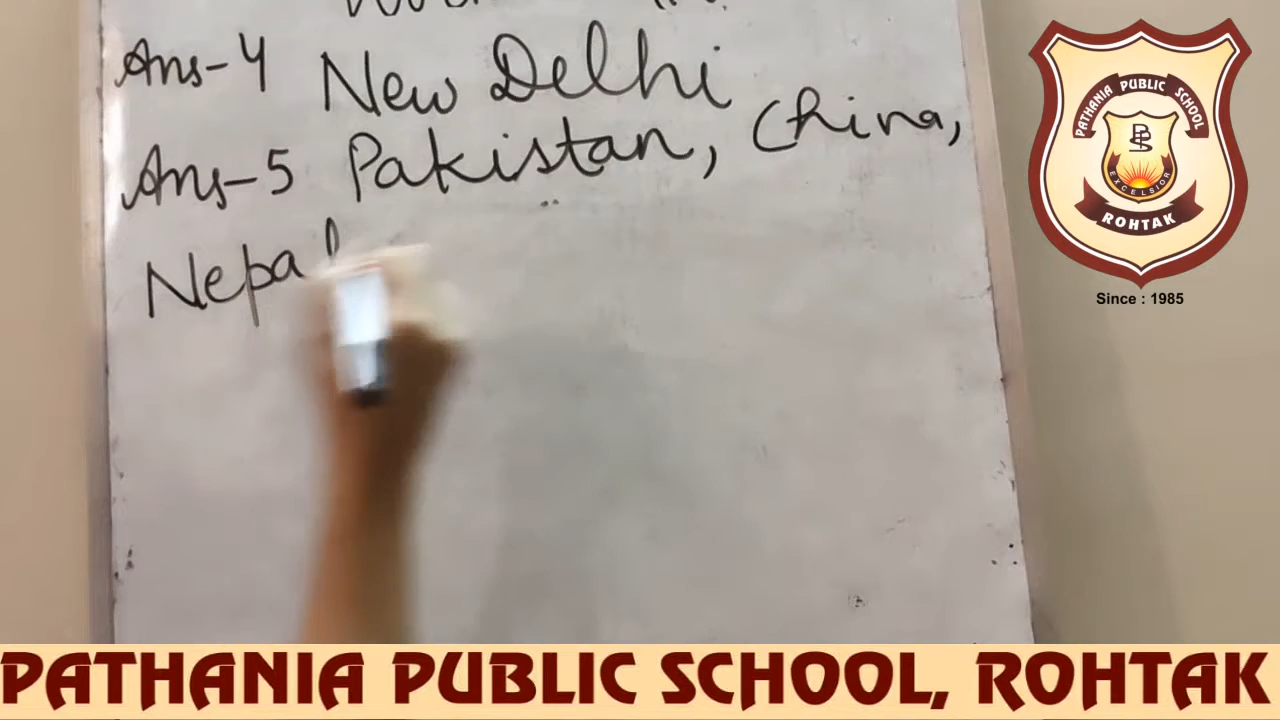 Ans-4 New Delhi
Ans-5 Pakistan, China,
Nepal
PATHANIA PUBLIC SCHOOL
PBS
EXCELSIOR
ROHTAK
Since : 1985
PATHANIA PUBLIC SCHOOL, ROHTAK